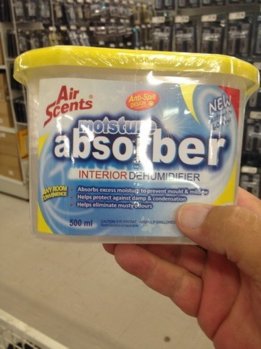 Air
Scents
Anti-Spill
NEW
moisture
absorber
INTERIOR DEHUMIDIFIER
ANY ROOM
CONVENIENCE
- Absorbs excess moisture to prevent mould &
- Helps protect against damp & condensation
- Helps eliminate musty odours
500 ml